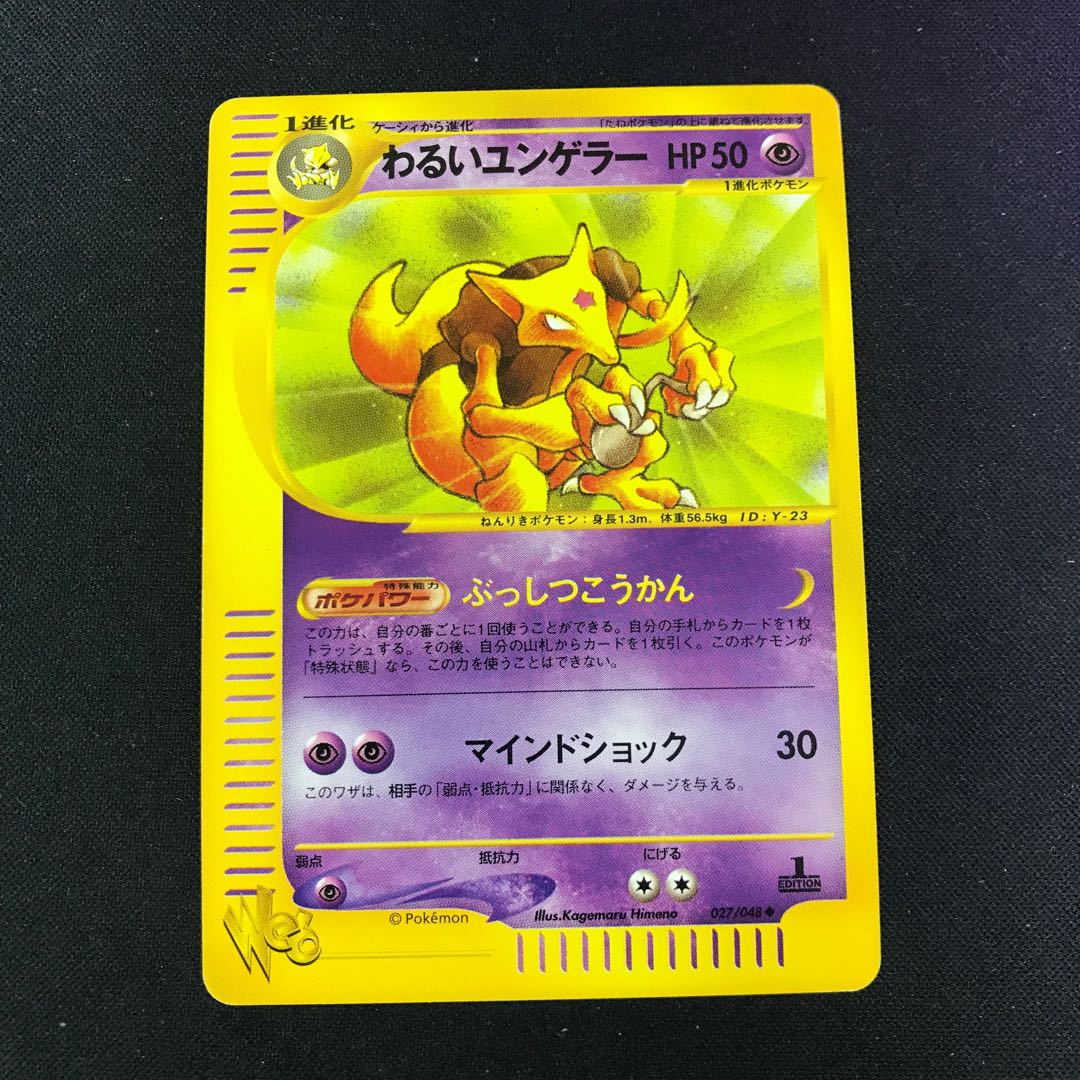 1進化 ケーシィから進化 「たねポケモン」の上に重ねて進化させます
わるいユンゲラー HP50
1進化ポケモン
ねんりきポケモン：身長1.3m、体重56.5kg ID:Y-23
特殊能力
ポケパワー ぶっしつこうかん
この力は、自分の番ごとに1回使うことができる。自分の手札からカードを1枚
トラッシュする。その後、自分の山札からカードを1枚引く。このポケモンが
「特殊状態」なら、この力を使うことはできない。
マインドショック 30
このワザは、相手の「弱点・抵抗力」に関係なく、ダメージを与える。
弱点 抵抗力 にげる
1
EDITION
Web
©Pokémon Illus.Kagemaru Himeno 027/048◆